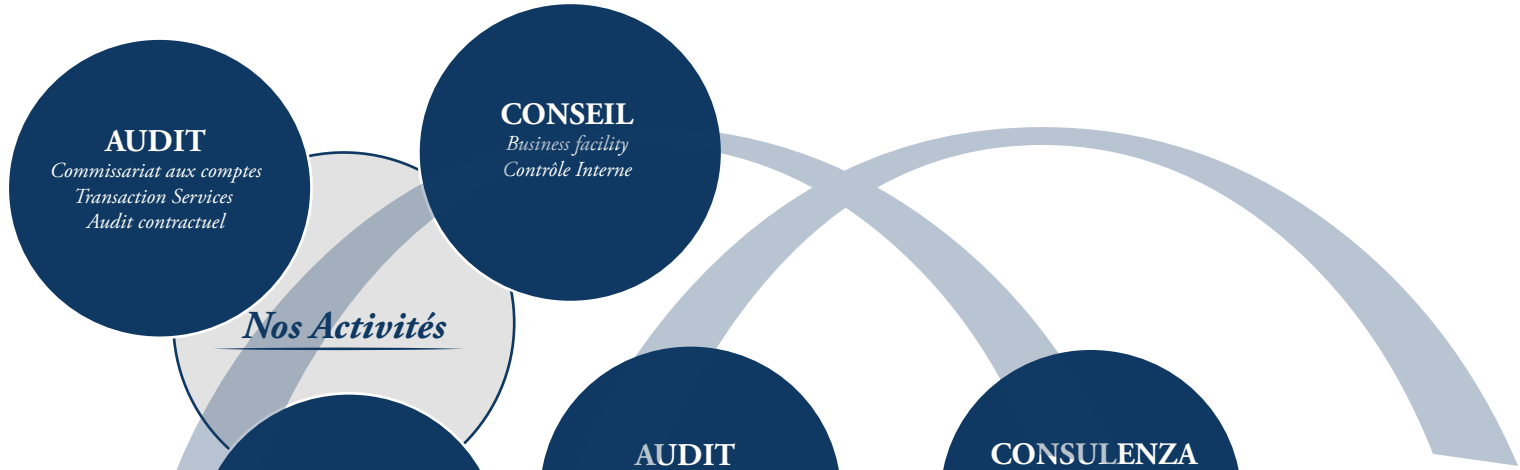 AUDIT
Commissariat aux comptes
Transaction Services
Audit contractuel
CONSEIL
Business facility
Contrôle Interne
Nos Activités
AUDIT
CONSULENZA